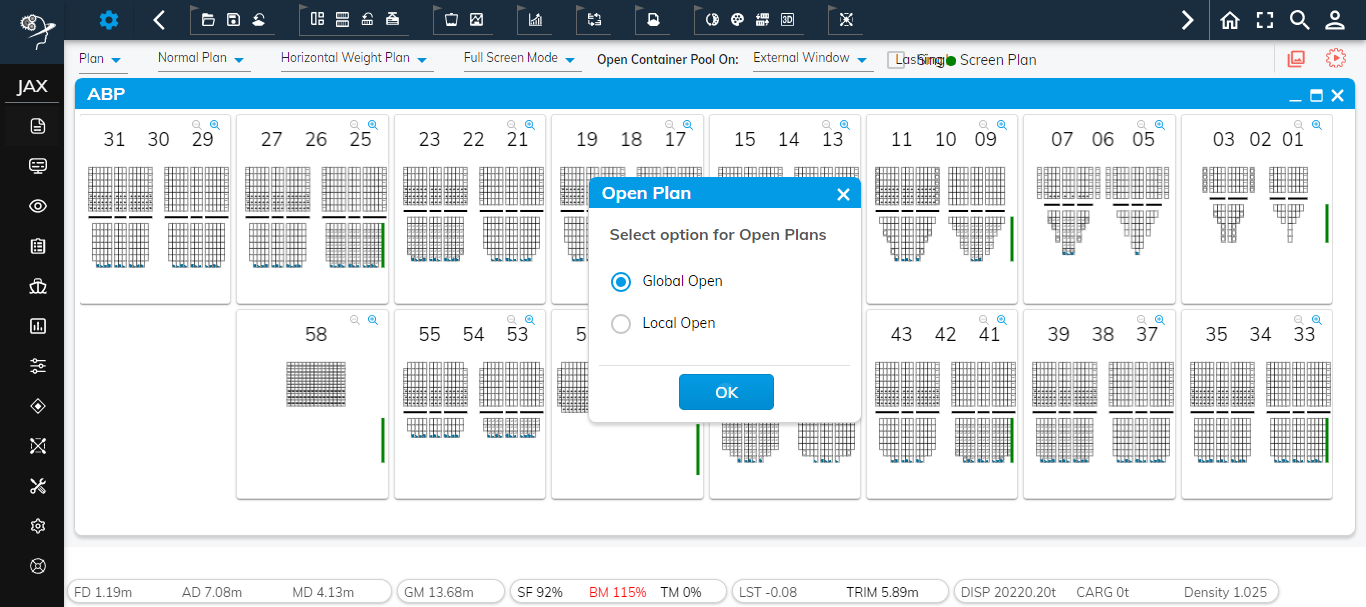 JAX
Plan
Normal Plan
Horizontal Weight Plan
Full Screen Mode
Open Container Pool On:
External Window
Lashing
Screen Plan
3D
ABP
31 30 29
27 26 25
23 22 21
19 18 17
15 14 13
11 10 09
07 06 05
03 02 01
Open Plan
Select option for Open Plans
Global Open
Local Open
OK
58
55 54 53
43 42 41
39 38 37
35 34 33
FD 1.19m AD 7.08m MD 4.13m
GM 13.68m
SF 92% BM 115% TM 0%
LST -0.08 TRIM 5.89m
DISP 20220.20t CARG 0t Density 1.025